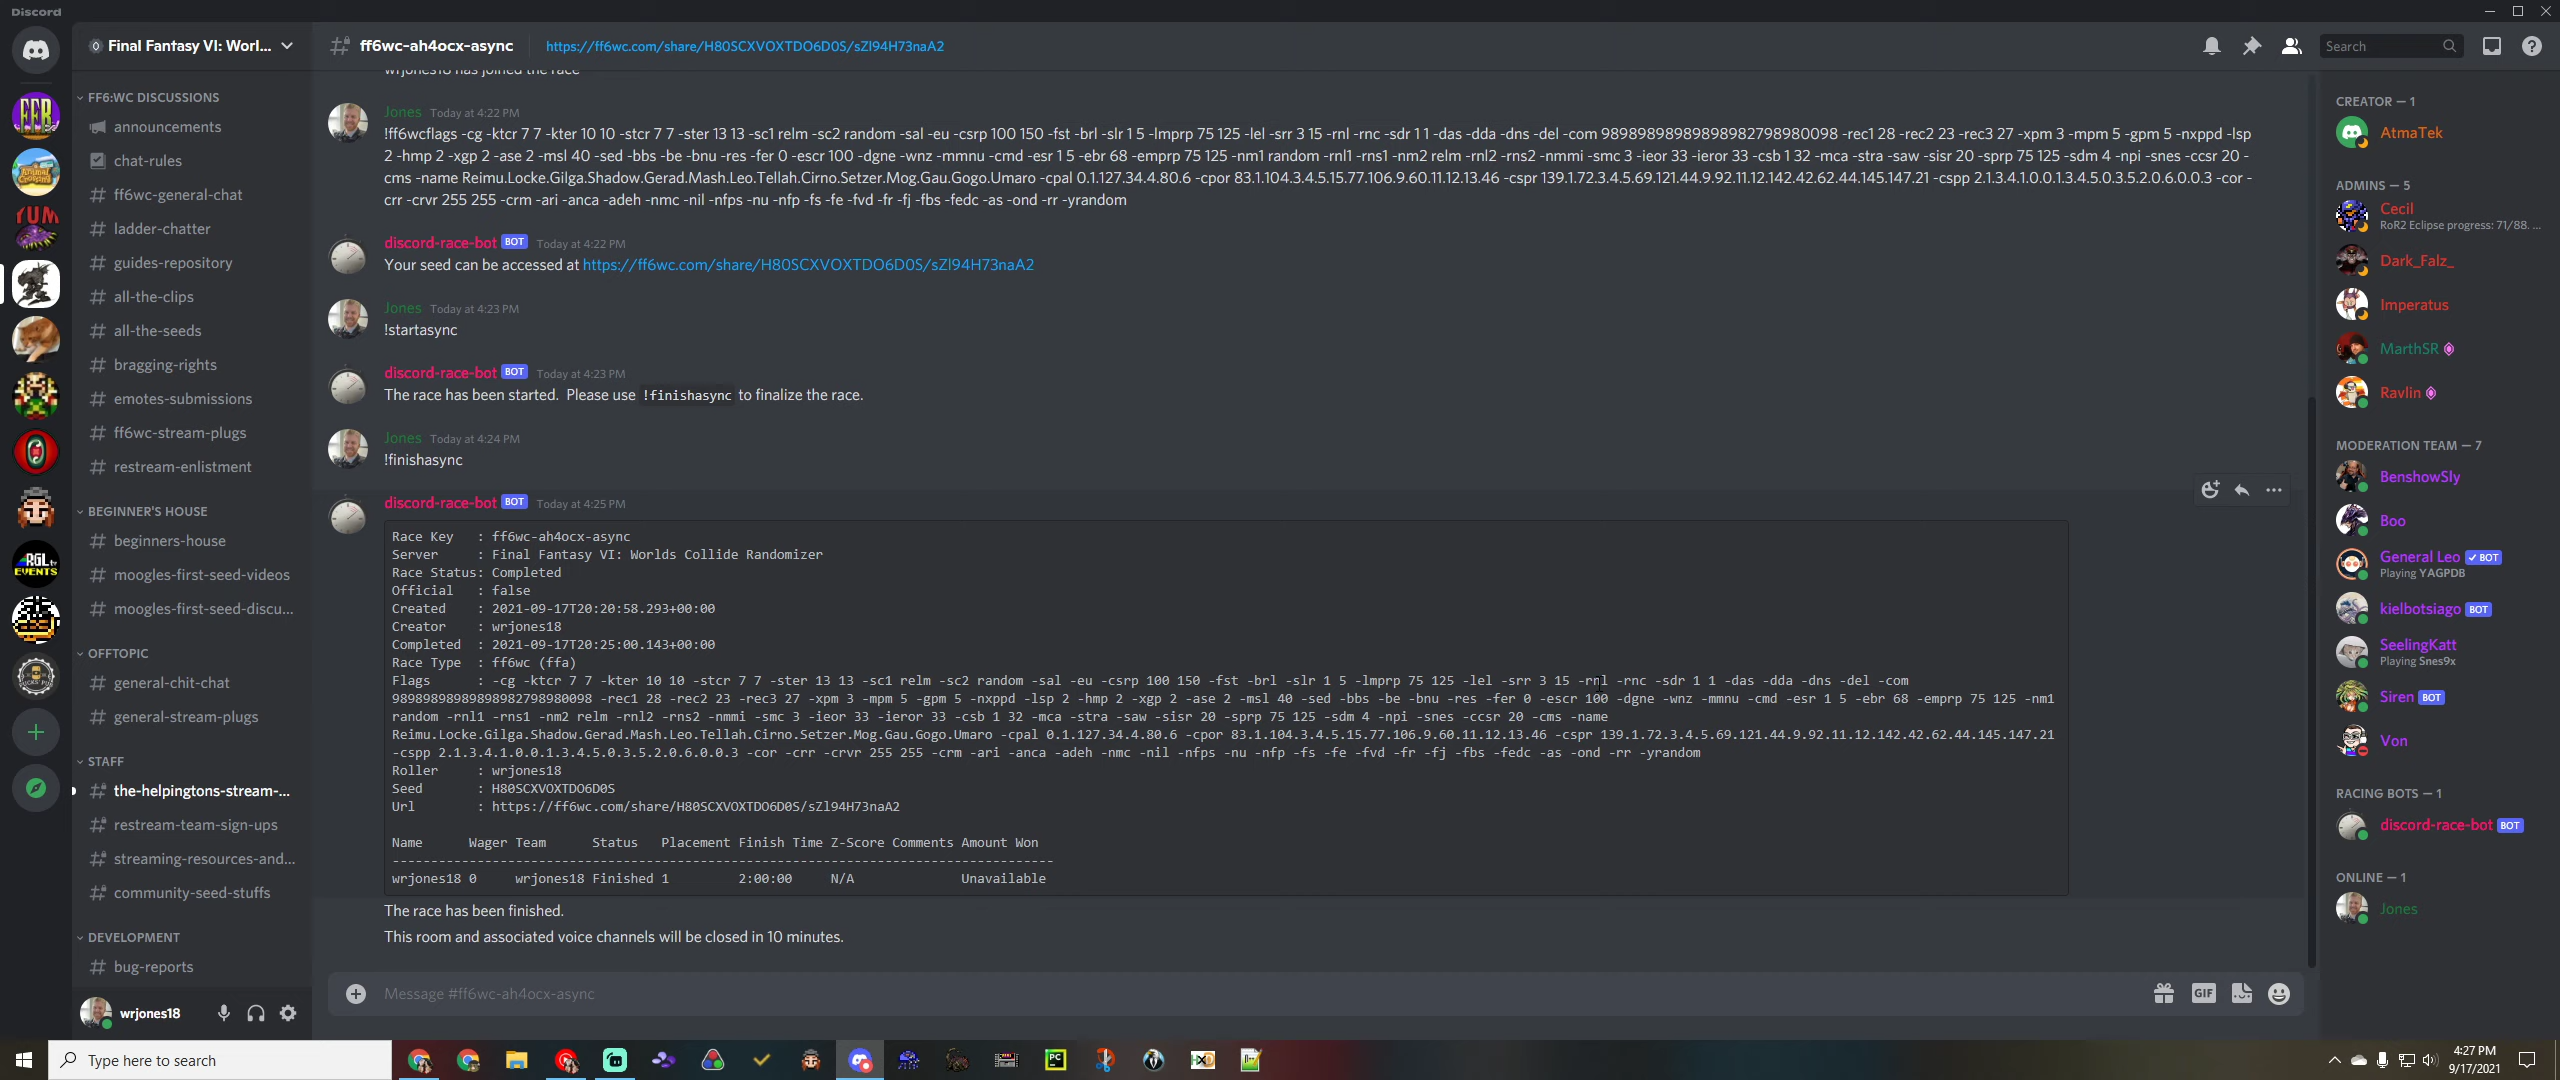 Discord
Final Fantasy VI: Worl...
ff6wc-ah4ocx-async
https://ff6wc.com/share/H80SCXVOXTDO6D0S/sZl94H73naA2
Search
FF6:WC DISCUSSIONS
announcements
chat-rules
ff6wc-general-chat
ladder-chatter
guides-repository
all-the-clips
all-the-seeds
bragging-rights
emotes-submissions
ff6wc-stream-plugs
restream-enlistment
BEGINNER'S HOUSE
beginners-house
moogles-first-seed-videos
moogles-first-seed-discu...
OFFTOPIC
general-chit-chat
general-stream-plugs
STAFF
the-helpingtons-stream-...
restream-team-sign-ups
streaming-resources-and...
community-seed-stuffs
DEVELOPMENT
bug-reports
wrjones18
wrjones18 has joined the race
Jones Today at 4:22 PM
!ff6wcflags -cg -ktcr 7 7 -kter 10 10 -stcr 7 7 -ster 13 13 -sc1 relm -sc2 random -sal -eu -csrp 100 150 -fst -brl -slr 1 5 -lmprp 75 125 -lel -srr 3 15 -rnl -rnc -sdr 1 1 -das -dda -dns -del -com 98989898989898982798980098 -rec1 28 -rec2 23 -rec3 27 -xpm 3 -mpm 5 -gpm 5 -nxppd -lsp
2 -hmp 2 -xgp 2 -ase 2 -msl 40 -sed -bbs -be -bnu -res -fer 0 -escr 100 -dgne -wnz -mmnu -cmd -esr 1 5 -ebr 68 -emprp 75 125 -nm1 random -rnl1 -rns1 -nm2 relm -rnl2 -rns2 -nmmi -smc 3 -ieor 33 -ieror 33 -csb 1 32 -mca -stra -saw -sisr 20 -sprp 75 125 -sdm 4 -npi -snes -ccsr 20 -
cms -name Reimu.Locke.Gilga.Shadow.Gerad.Mash.Leo.Tellah.Cirno.Setzer.Mog.Gau.Gogo.Umaro -cpal 0.1.127.34.4.80.6 -cpor 83.1.104.3.4.5.15.77.106.9.60.11.12.13.46 -cspr 139.1.72.3.4.5.69.121.44.9.92.11.12.142.42.62.44.145.147.21 -cspp 2.1.3.4.1.0.0.1.3.4.5.0.3.5.2.0.6.0.0.3 -cor -
crr -crvr 255 255 -crm -ari -anca -adeh -nmc -nil -nfps -nu -nfp -fs -fe -fvd -fr -fj -fbs -fedc -as -ond -rr -yrandom
discord-race-bot BOT Today at 4:22 PM
Your seed can be accessed at https://ff6wc.com/share/H80SCXVOXTDO6D0S/sZl94H73naA2
Jones Today at 4:23 PM
!startasync
discord-race-bot BOT Today at 4:23 PM
The race has been started. Please use !finishasync to finalize the race.
Jones Today at 4:24 PM
!finishasync
discord-race-bot BOT Today at 4:25 PM
Race Key : ff6wc-ah4ocx-async
Server : Final Fantasy VI: Worlds Collide Randomizer
Race Status: Completed
Official : false
Created : 2021-09-17T20:20:58.293+00:00
Creator : wrjones18
Completed : 2021-09-17T20:25:00.143+00:00
Race Type : ff6wc (ffa)
Flags : -cg -ktcr 7 7 -kter 10 10 -stcr 7 7 -ster 13 13 -sc1 relm -sc2 random -sal -eu -csrp 100 150 -fst -brl -slr 1 5 -lmprp 75 125 -lel -srr 3 15 -rnl -rnc -sdr 1 1 -das -dda -dns -del -com
98989898989898982798980098 -rec1 28 -rec2 23 -rec3 27 -xpm 3 -mpm 5 -gpm 5 -nxppd -lsp 2 -hmp 2 -xgp 2 -ase 2 -msl 40 -sed -bbs -be -bnu -res -fer 0 -escr 100 -dgne -wnz -mmnu -cmd -esr 1 5 -ebr 68 -emprp 75 125 -nm1
random -rnl1 -rns1 -nm2 relm -rnl2 -rns2 -nmmi -smc 3 -ieor 33 -ieror 33 -csb 1 32 -mca -stra -saw -sisr 20 -sprp 75 125 -sdm 4 -npi -snes -ccsr 20 -cms -name
Reimu.Locke.Gilga.Shadow.Gerad.Mash.Leo.Tellah.Cirno.Setzer.Mog.Gau.Gogo.Umaro -cpal 0.1.127.34.4.80.6 -cpor 83.1.104.3.4.5.15.77.106.9.60.11.12.13.46 -cspr 139.1.72.3.4.5.69.121.44.9.92.11.12.142.42.62.44.145.147.21
-cspp 2.1.3.4.1.0.0.1.3.4.5.0.3.5.2.0.6.0.0.3 -cor -crr -crvr 255 255 -crm -ari -anca -adeh -nmc -nil -nfps -nu -nfp -fs -fe -fvd -fr -fj -fbs -fedc -as -ond -rr -yrandom
Roller : wrjones18
Seed : H80SCXVOXTDO6D0S
Url : https://ff6wc.com/share/H80SCXVOXTDO6D0S/sZl94H73naA2
Name Wager Team Status Placement Finish Time Z-Score Comments Amount Won
--------------------------------------------------------------------------------------
wrjones18 0 wrjones18 Finished 1 2:00:00 N/A Unavailable
The race has been finished.
This room and associated voice channels will be closed in 10 minutes.
Message #ff6wc-ah4ocx-async
GIF
CREATOR — 1
AtmaTek
ADMINS — 5
Cecil
RoR2 Eclipse progress: 71/88. ...
Dark_Falz_
Imperatus
MarthSR
Ravlin
MODERATION TEAM — 7
BenshowSly
Boo
General Leo BOT
Playing YAGPDB
kielbotsiago BOT
SeelingKatt
Playing Snes9x
Siren BOT
Von
RACING BOTS — 1
discord-race-bot BOT
ONLINE — 1
Jones
FFR
YUM
RGL
EVENTS
Type here to search
PC
4:27 PM
9/17/2021